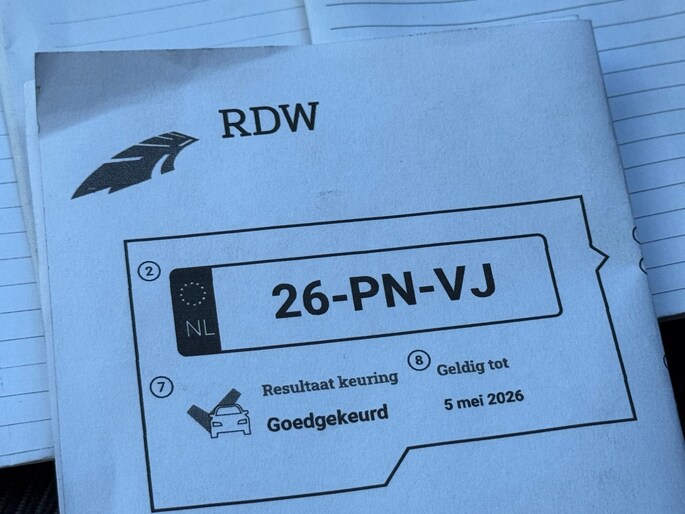 RDW
2
NL
26-PN-VJ
7
Resultaat keuring
Goedgekeurd
8
Geldig tot
5 mei 2026